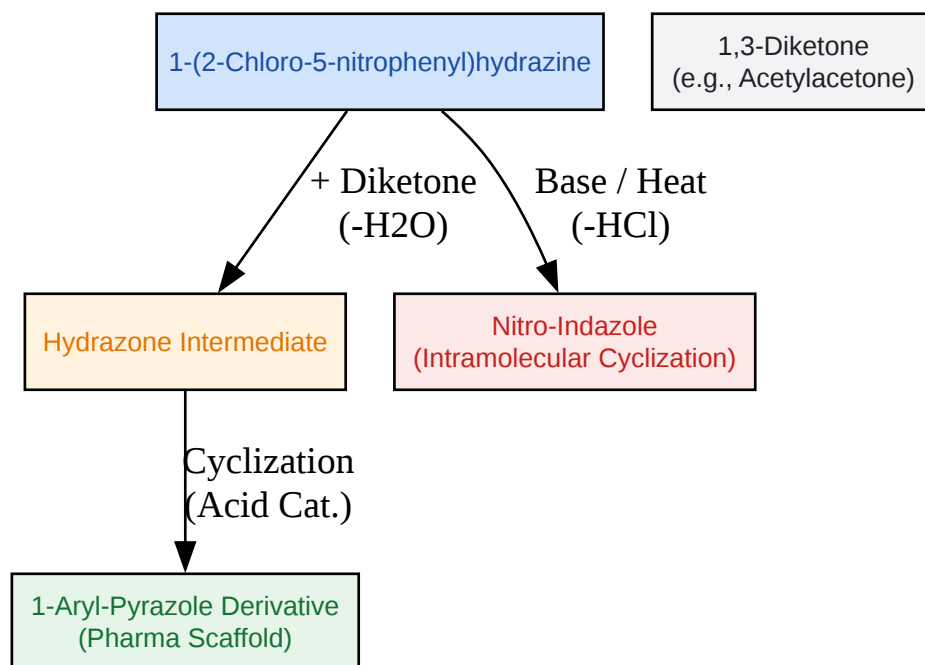 1-(2-Chloro-5-nitrophenyl)hydrazine
1,3-Diketone
(e.g., Acetylacetone)
+ Diketone
(-H2O)
Base / Heat
(-HCl)
Hydrazone Intermediate
Nitro-Indazole
(Intramolecular Cyclization)
Cyclization
(Acid Cat.)
1-Aryl-Pyrazole Derivative
(Pharma Scaffold)